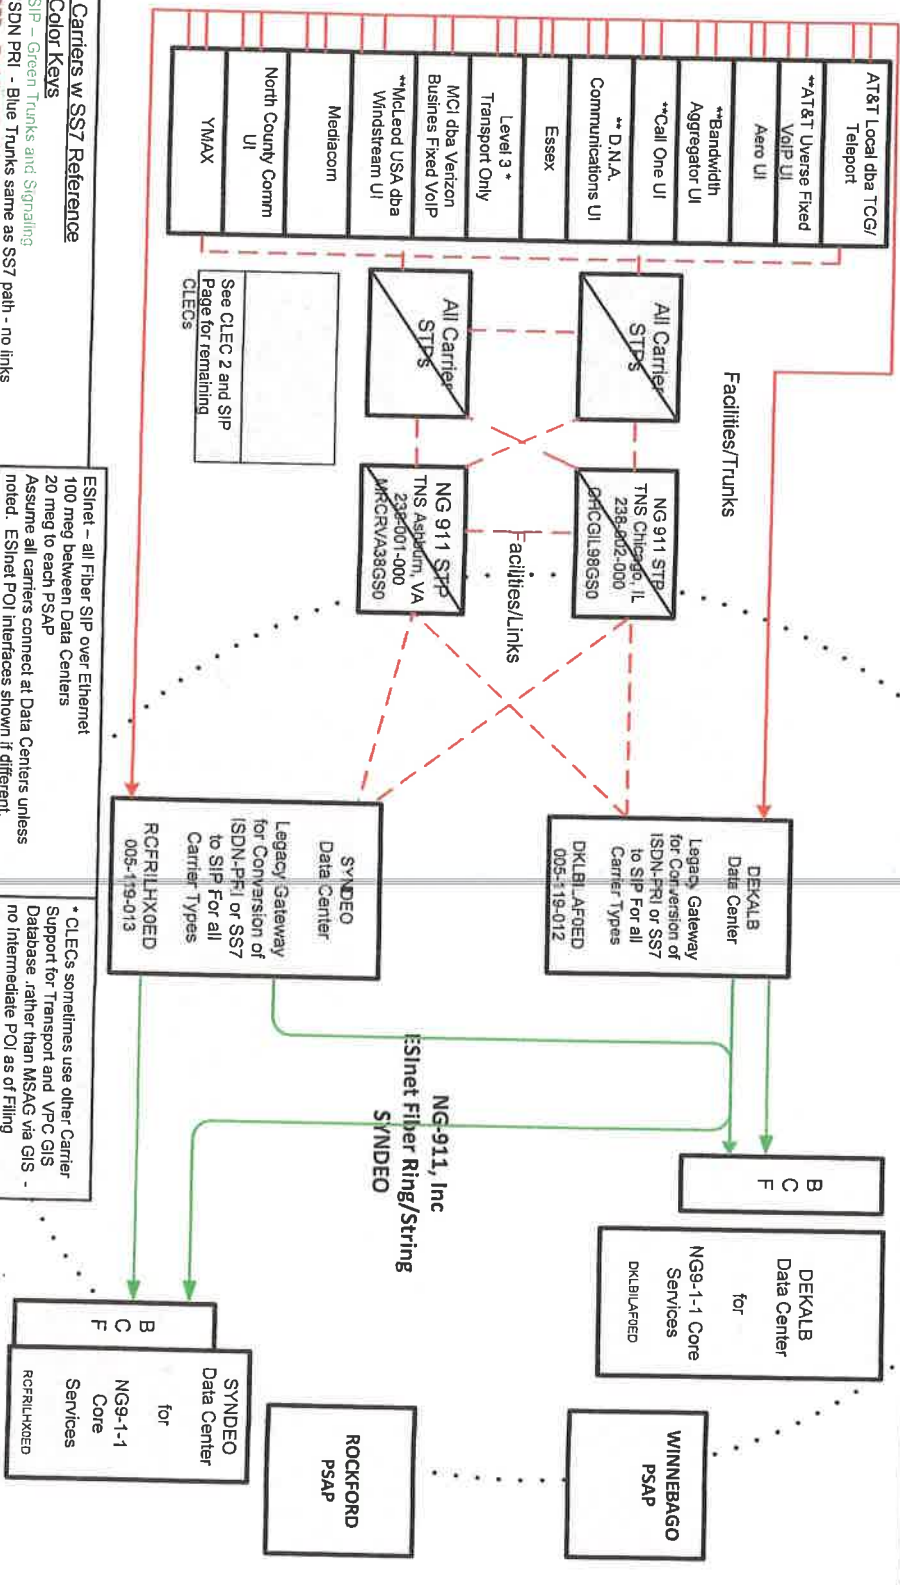 AT&T Local dba TCG/
Teleport
**AT&T Uverse Fixed
VoIP UI
Aero UI
**Bandwidth
Aggregator UI
**Call One UI
** D.N.A.
Communications UI
Essex
Level 3 *
Transport Only
MCI dba Verizon
Busines Fixed VoIP
**McLeod USA dba
Windstream UI
Mediacom
North County Comm
UI
YMAX
Facilities/Trunks
All Carrier
STPs
All Carrier
STPs
See CLEC 2 and SIP
Page for remaining
CLECs
NG 911 STP
TNS Chicago, IL
238-002-000
CHCGIL98GS0
Facilities/Links
NG 911 STP
TNS Ashburn, VA
238-001-000
MRCRVA38GS0
DEKALB
Data Center
Legacy Gateway
for Conversion of
ISDN-PRI or SS7
to SIP For all
Carrier Types
DKLBILAF0ED
005-119-012
SYNDEO
Data Center
Legacy Gateway
for Conversion of
ISDN-PRI or SS7
to SIP For all
Carrier Types
RCFRILHX0ED
005-119-013
NG-911, Inc
ESInet Fiber Ring/String
SYNDEO
B
C
F
DEKALB
Data Center
for
NG9-1-1 Core
Services
DKLBILAF0ED
B
C
F
SYNDEO
Data Center
for
NG9-1-1
Core
Services
RCFRILHX0ED
WINNEBAGO
PSAP
ROCKFORD
PSAP
Carriers w SS7 Reference
Color Keys
SIP – Green Trunks and Signaling
ISDN PRI - Blue Trunks same as SS7 path - no links
ESInet – all Fiber SIP over Ethernet
100 meg between Data Centers
20 meg to each PSAP
Assume all carriers connect at Data Centers unless
noted. ESInet POI interfaces shown if different.
* CLECs sometimes use other Carrier
Support for Transport and VPC GIS
Database .rather than MSAG via GIS -
no Intermediate POI as of Filing